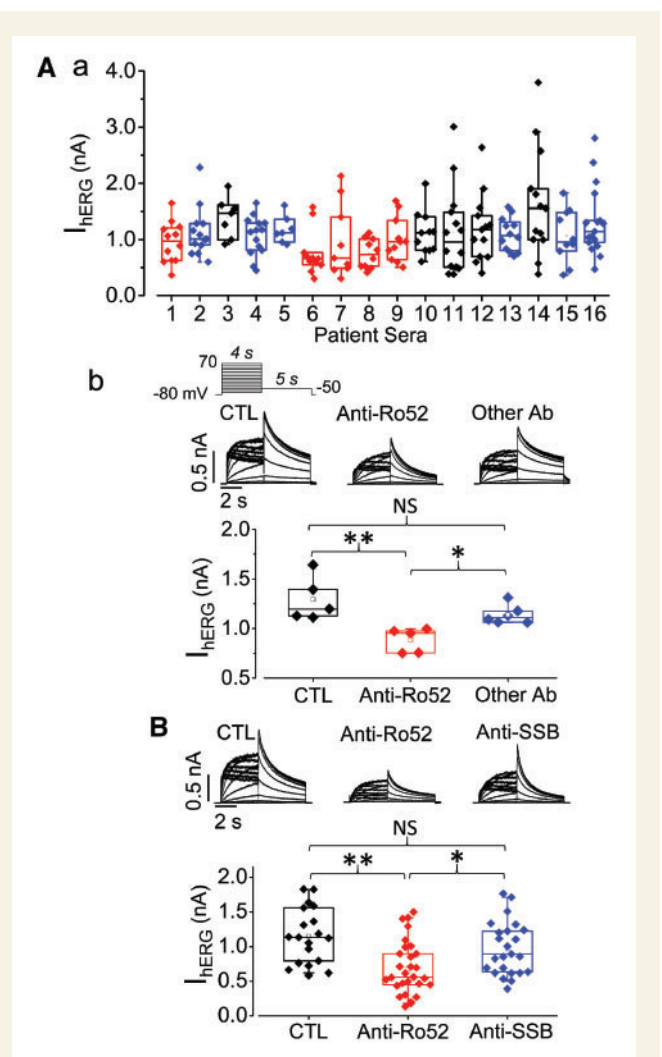 A a
I hERG (nA)
4.0
3.0
2.0
1.0
0.0
1 2 3 4 5 6 7 8 9 10 11 12 13 14 15 16
Patient Sera
b
70 4 s
5 s
-80 mV -50
CTL Anti-Ro52 Other Ab
0.5 nA
2 s
NS
** *
I hERG (nA)
2.0
1.5
1.0
0.5
CTL Anti-Ro52 Other Ab
B
CTL Anti-Ro52 Anti-SSB
0.5 nA
2 s
NS
** *
I hERG (nA)
2.0
1.5
1.0
0.5
0.0
CTL Anti-Ro52 Anti-SSB